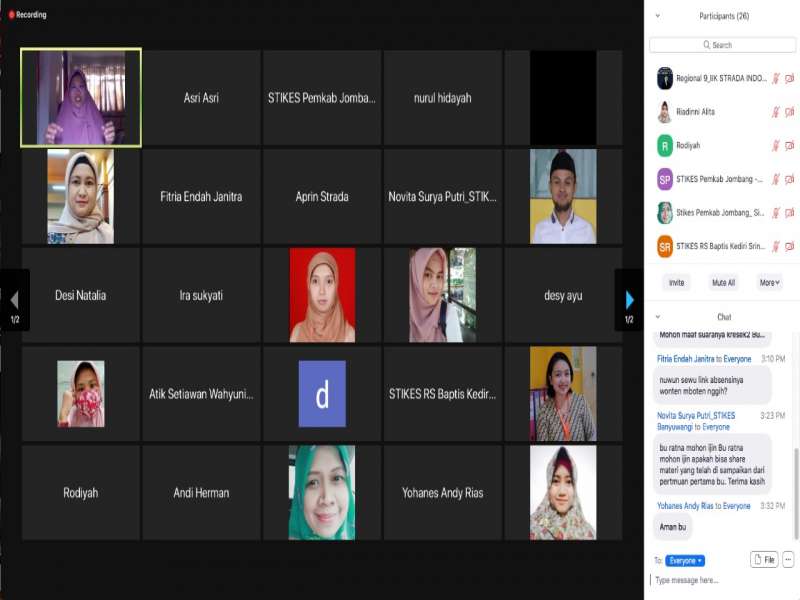 Recording
Asri Asri
STIKES Pemkab Jomba...
nurul hidayah
Fitria Endah Janitra
Aprin Strada
Novita Surya Putri_STIK...
Desi Natalia
Ira sukyati
desy ayu
Atik Setiawan Wahyuni...
d
STIKES RS Baptis Kedir...
Rodiyah
Andi Herman
Yohanes Andy Rias
1/2
1/2
Participants (26)
Search
Regional 9_IIK STRADA INDO...
Riadinni Alita
R
Rodiyah
SP
STIKES Pemkab Jombang -...
Stikes Pemkab Jombang_ Si...
SR
STIKES RS Baptis Kediri Srin...
Invite
Mute All
More
Chat
Mohon maaf suaranya kresek2 Bu...
Fitria Endah Janitra to Everyone 3:10 PM
nuwun sewu link absensinya
wonten mboten nggih?
Novita Surya Putri_STIKES 3:23 PM
Banyuwangi to Everyone
bu ratna mohon ijin Bu ratna
mohon ijin apakah bisa share
materi yang telah di sampaikan dari
pertmuan pertama bu. Terima kasih
Yohanes Andy Rias to Everyone 3:32 PM
Aman bu
To: Everyone
File
Type message here...